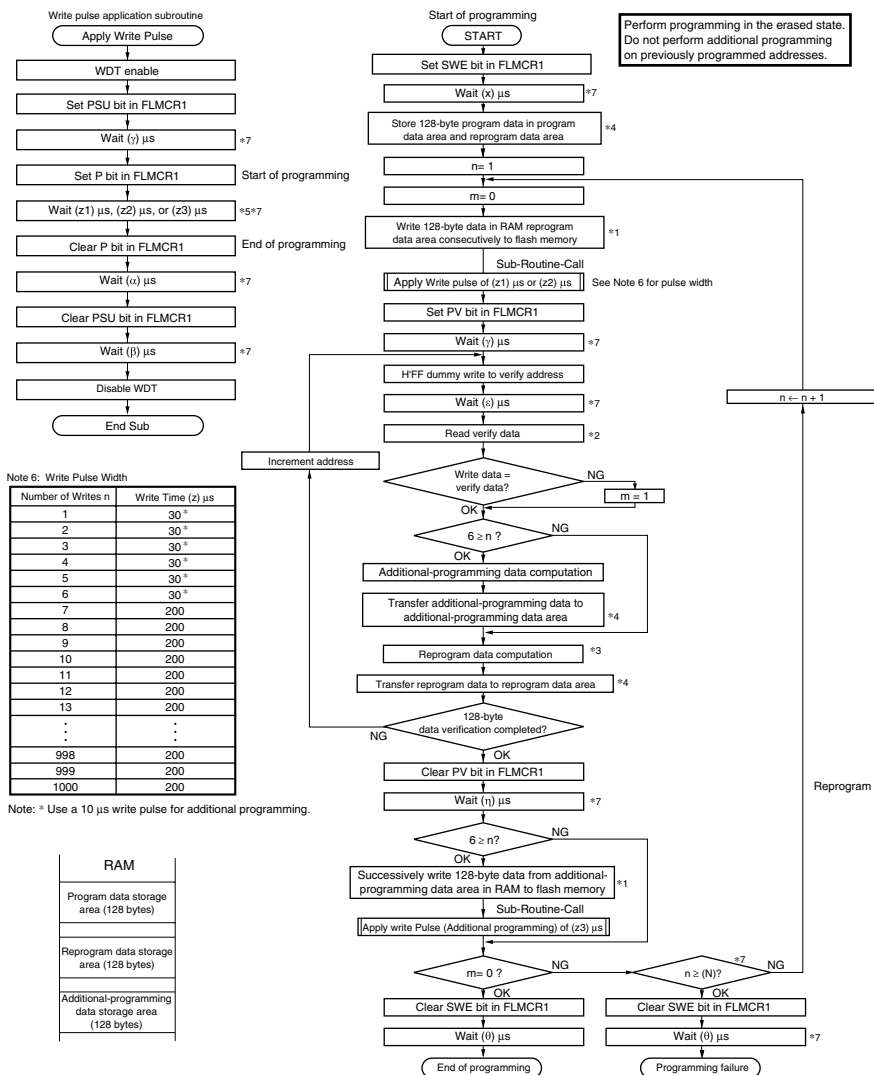 Write pulse application subroutine
Apply Write Pulse
WDT enable
Set PSU bit in FLMCR1
Wait (γ) μs
*7
Set P bit in FLMCR1
Start of programming
Wait (z1) μs, (z2) μs, or (z3) μs
*5*7
Clear P bit in FLMCR1
End of programming
Wait (α) μs
*7
Clear PSU bit in FLMCR1
Wait (β) μs
*7
Disable WDT
End Sub
Note 6: Write Pulse Width
Number of Writes n Write Time (z) μs
1 30*
2 30*
3 30*
4 30*
5 30*
6 30*
7 200
8 200
9 200
10 200
11 200
12 200
13 200
998 200
999 200
1000 200
Note: * Use a 10 μs write pulse for additional programming.
RAM
Program data storage
area (128 bytes)
Reprogram data storage
area (128 bytes)
Additional-programming
data storage area
(128 bytes)
Start of programming
START
Set SWE bit in FLMCR1
Wait (x) μs
*7
Store 128-byte program data in program
data area and reprogram data area
*4
n= 1
m= 0
Write 128-byte data in RAM reprogram
data area consecutively to flash memory
*1
Sub-Routine-Call
Apply Write pulse of (z1) μs or (z2) μs
See Note 6 for pulse width
Set PV bit in FLMCR1
Wait (γ) μs
*7
H'FF dummy write to verify address
Wait (ε) μs
*7
Read verify data
*2
Increment address
Write data =
verify data?
NG
m = 1
OK
6 ≥ n ?
NG
OK
Additional-programming data computation
Transfer additional-programming data to
additional-programming data area
*4
Reprogram data computation
*3
Transfer reprogram data to reprogram data area
*4
128-byte
data verification completed?
NG
OK
Clear PV bit in FLMCR1
Wait (η) μs
*7
6 ≥ n?
NG
OK
Successively write 128-byte data from additional-
programming data area in RAM to flash memory
*1
Sub-Routine-Call
Apply write Pulse (Additional programming) of (z3) μs
m= 0 ?
NG
OK
Clear SWE bit in FLMCR1
Wait (θ) μs
End of programming
*7
n ≥ (N)?
NG
OK
Clear SWE bit in FLMCR1
Wait (θ) μs
*7
Programming failure
n ← n + 1
Reprogram
Perform programming in the erased state.
Do not perform additional programming
on previously programmed addresses.